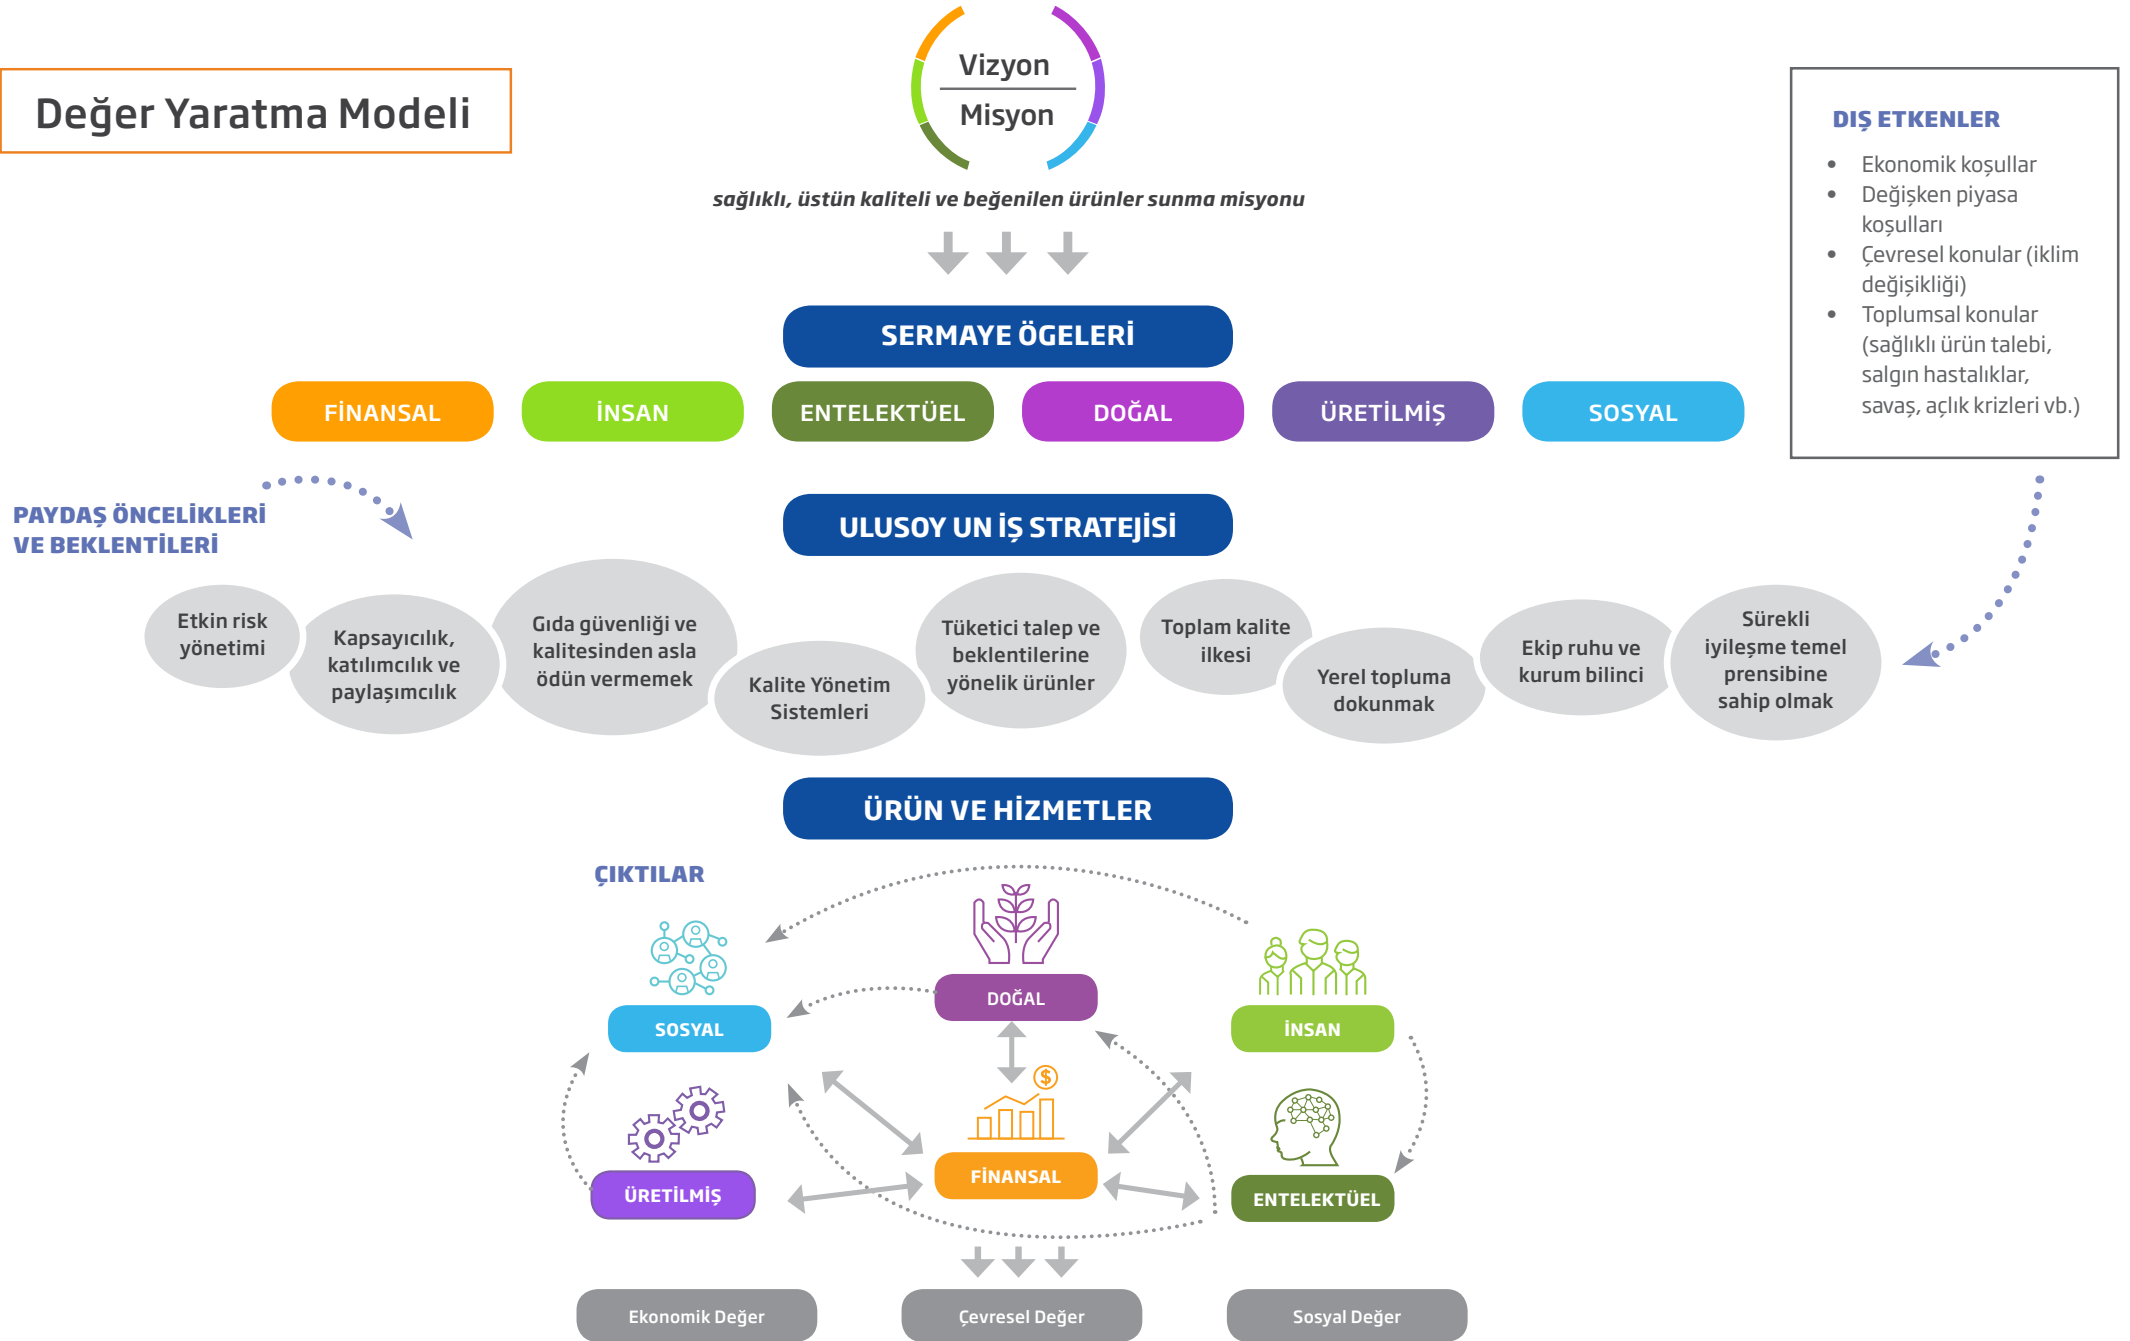 Değer Yaratma Modeli
Vizyon
Misyon
sağlıklı, üstün kaliteli ve beğenilen ürünler sunma misyonu
DIŞ ETKENLER
• Ekonomik koşullar
• Değişken piyasa
koşulları
• Çevresel konular (iklim
değişikliği)
• Toplumsal konular
(sağlıklı ürün talebi,
salgın hastalıklar,
savaş, açlık krizleri vb.)
SERMAYE ÖGELERİ
FİNANSAL
İNSAN
ENTELEKTÜEL
DOĞAL
ÜRETİLMİŞ
SOSYAL
PAYDAŞ ÖNCELİKLERİ
VE BEKLENTİLERİ
ULUSOY UN İŞ STRATEJİSİ
Etkin risk
yönetimi
Kapsayıcılık,
katılımcılık ve
paylaşımcılık
Gıda güvenliği ve
kalitesinden asla
ödün vermemek
Kalite Yönetim
Sistemleri
Tüketici talep ve
beklentilerine
yönelik ürünler
Toplam kalite
ilkesi
Yerel topluma
dokunmak
Ekip ruhu ve
kurum bilinci
Sürekli
iyileşme temel
prensibine
sahip olmak
ÜRÜN VE HİZMETLER
ÇIKTILAR
SOSYAL
DOĞAL
İNSAN
$
ÜRETİLMİŞ
FİNANSAL
ENTELEKTÜEL
Ekonomik Değer
Çevresel Değer
Sosyal Değer